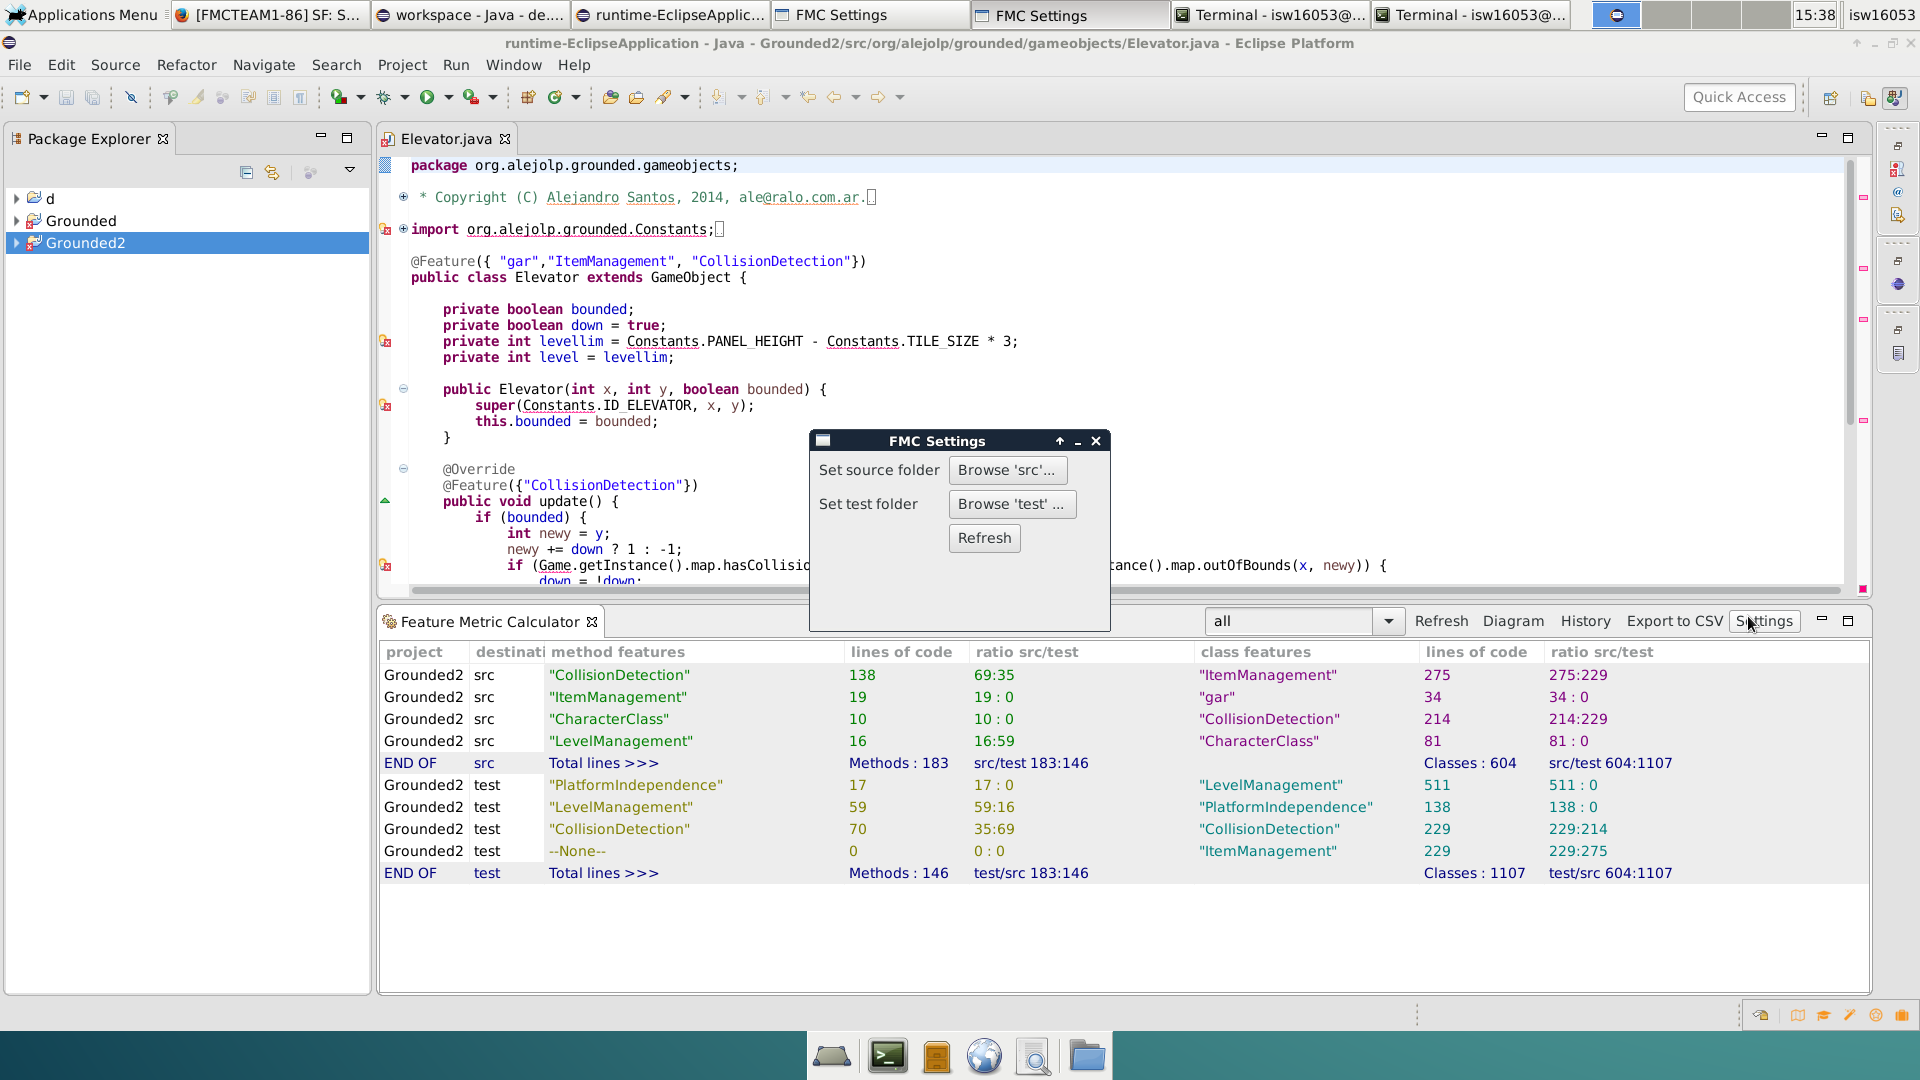 Applications Menu
[FMCTEAM1-86] SF: S...
workspace - Java - de...
runtime-EclipseApplic...
FMC Settings
FMC Settings
Terminal - isw16053@...
Terminal - isw16053@...
15:38
isw16053
runtime-EclipseApplication - Java - Grounded2/src/org/alejolp/grounded/gameobjects/Elevator.java - Eclipse Platform
File Edit Source Refactor Navigate Search Project Run Window Help
Quick Access
Package Explorer
d
Grounded
Grounded2
Elevator.java
package org.alejolp.grounded.gameobjects;
* Copyright (C) Alejandro Santos, 2014, ale@ralo.com.ar.
import org.alejolp.grounded.Constants;
@Feature({ "gar","ItemManagement", "CollisionDetection"})
public class Elevator extends GameObject {
private boolean bounded;
private boolean down = true;
private int levellim = Constants.PANEL_HEIGHT - Constants.TILE_SIZE * 3;
private int level = levellim;
public Elevator(int x, int y, boolean bounded) {
super(Constants.ID_ELEVATOR, x, y);
this.bounded = bounded;
}
@Override
@Feature({"CollisionDetection"})
public void update() {
if (bounded) {
int newy = y;
newy += down ? 1 : -1;
if (Game.getInstance().map.hasCollisio tance().map.outOfBounds(x, newy)) {
down = !down;
FMC Settings
Set source folder Browse 'src'...
Set test folder Browse 'test' ...
Refresh
Feature Metric Calculator
all Refresh Diagram History Export to CSV Settings
project destinati method features lines of code ratio src/test class features lines of code ratio src/test
Grounded2 src "CollisionDetection" 138 69:35 "ItemManagement" 275 275:229
Grounded2 src "ItemManagement" 19 19 : 0 "gar" 34 34 : 0
Grounded2 src "CharacterClass" 10 10 : 0 "CollisionDetection" 214 214:229
Grounded2 src "LevelManagement" 16 16:59 "CharacterClass" 81 81 : 0
END OF src Total lines >>> Methods : 183 src/test 183:146 Classes : 604 src/test 604:1107
Grounded2 test "PlatformIndependence" 17 17 : 0 "LevelManagement" 511 511 : 0
Grounded2 test "LevelManagement" 59 59:16 "PlatformIndependence" 138 138 : 0
Grounded2 test "CollisionDetection" 70 35:69 "CollisionDetection" 229 229:214
Grounded2 test --None-- 0 0 : 0 "ItemManagement" 229 229:275
END OF test Total lines >>> Methods : 146 test/src 183:146 Classes : 1107 test/src 604:1107